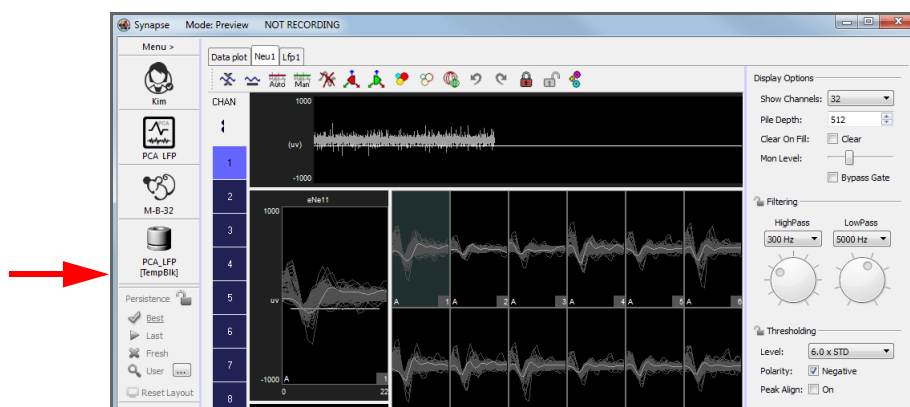 Synapse Mode: Preview NOT RECORDING
Menu >
Kim
PCA
PCA LFP
M-B-32
PCA_LFP
[TempBlk]
Persistence
Best
Last
Fresh
User ...
Reset Layout
Data plot Neu1 Lfp1
Auto Man
CHAN
1
2
3
4
5
6
7
8
1000
(uv)
-1000
eNe11
1000
uv
-1000 A 1
0 22
A 1 A 2 A 3 A 4 A 5 A 6
Display Options
Show Channels: 32
Pile Depth: 512
Clear On Fill: Clear
Mon Level:
Bypass Gate
Filtering
HighPass LowPass
300 Hz 5000 Hz
Thresholding
Level: 6.0 x STD
Polarity: Negative
Peak Align: On